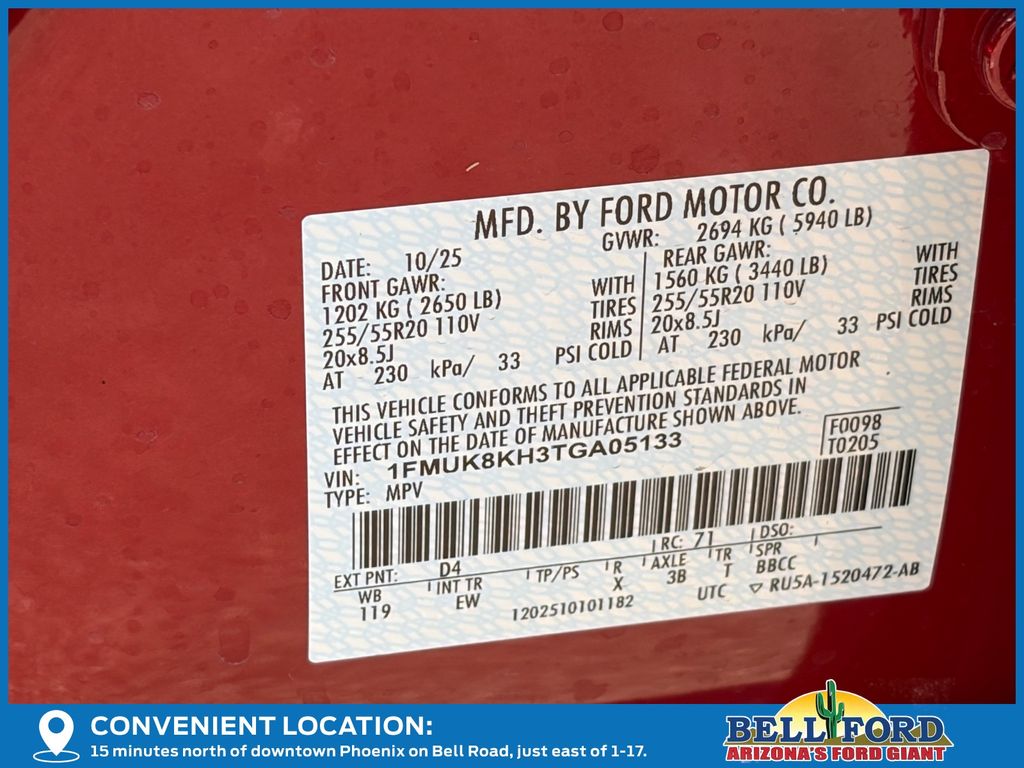 MFD. BY FORD MOTOR CO.
DATE: 10/25
GVWR: 2694 KG ( 5940 LB)
FRONT GAWR:
1202 KG ( 2650 LB)
WITH
255/55R20 110V
TIRES
20x8.5J
RIMS
AT 230 kPa/ 33 PSI COLD
REAR GAWR:
1560 KG ( 3440 LB)
WITH
255/55R20 110V
TIRES
20x8.5J
RIMS
AT 230 kPa/ 33 PSI COLD
THIS VEHICLE CONFORMS TO ALL APPLICABLE FEDERAL MOTOR
VEHICLE SAFETY AND THEFT PREVENTION STANDARDS IN
EFFECT ON THE DATE OF MANUFACTURE SHOWN ABOVE.
VIN: 1FMUK8KH3TGA05133
TYPE: MPV
F0098
T0205
EXT PNT: D4 RC: 71 DSO:
WB INT TR TP/PS R AXLE TR SPR
119 EW X 3B T BBCC
1202510101182 UTC ▽ RU5A-1520472-AB
CONVENIENT LOCATION:
15 minutes north of downtown Phoenix on Bell Road, just east of 1-17.
BELL FORD
ARIZONA'S FORD GIANT